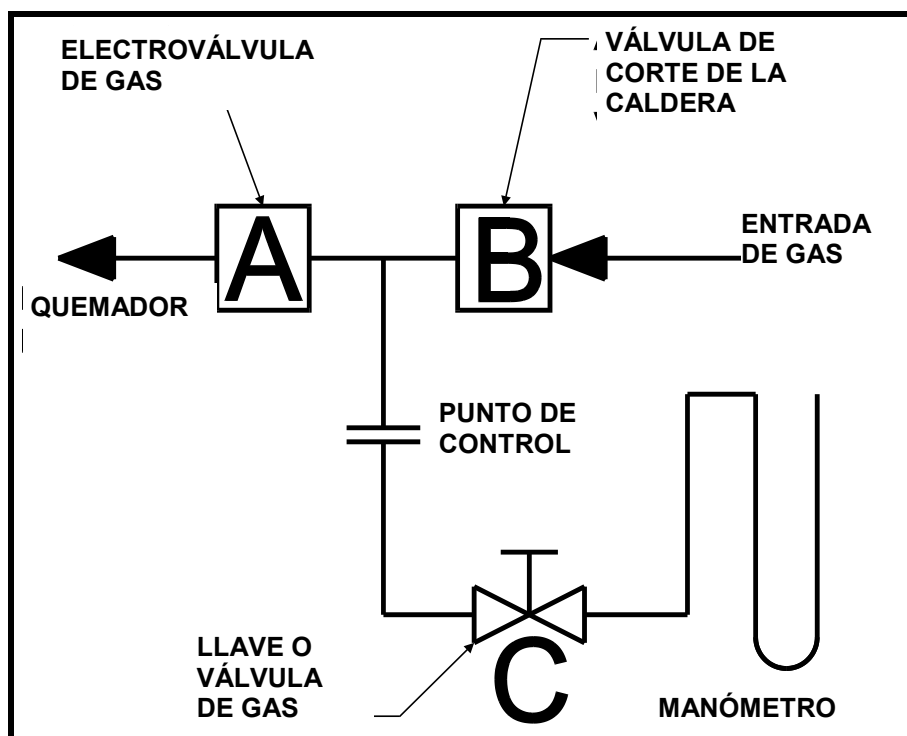 ELECTROVÁLVULA
DE GAS
VÁLVULA DE
CORTE DE LA
CALDERA
A
B
ENTRADA
DE GAS
QUEMADOR
PUNTO DE
CONTROL
LLAVE O
VÁLVULA
DE GAS
C
MANÓMETRO